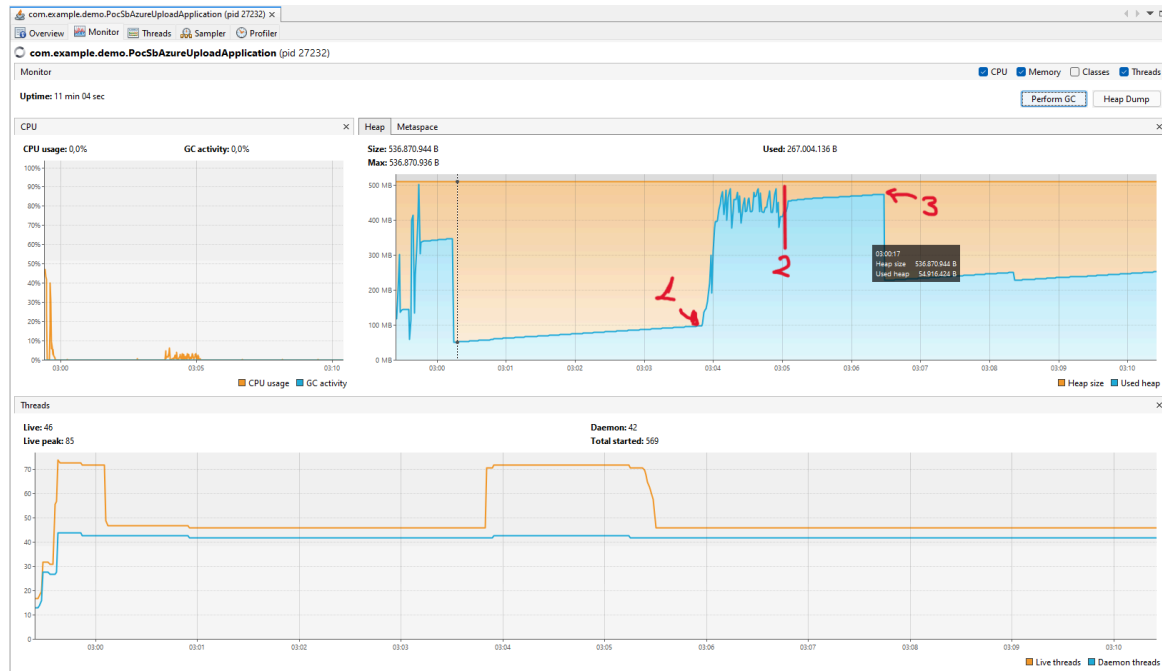 com.example.demo.PocSbAzureUploadApplication (pid 27232)
Overview Monitor Threads Sampler Profiler
com.example.demo.PocSbAzureUploadApplication (pid 27232)
Monitor CPU Memory Classes Threads
Uptime: 11 min 04 sec
Perform GC Heap Dump
CPU
CPU usage: 0,0% GC activity: 0,0%
100%
90%
80%
70%
60%
50%
40%
30%
20%
10%
0%
03:00 03:05 03:10
CPU usage GC activity
Heap Metaspace
Size: 536.870.944 B Used: 267.004.136 B
Max: 536.870.936 B
500 MB
400 MB
300 MB
200 MB
100 MB
0 MB
1
2
3
03:00:17
Heap size 536.870.944 B
Used heap 54.916.424 B
03:00 03:01 03:02 03:03 03:04 03:05 03:06 03:07 03:08 03:09 03:10
Heap size Used heap
Threads
Live: 46 Daemon: 42
Live peak: 85 Total started: 569
70
60
50
40
30
20
10
0
03:00 03:01 03:02 03:03 03:04 03:05 03:06 03:07 03:08 03:09 03:10
Live threads Daemon threads